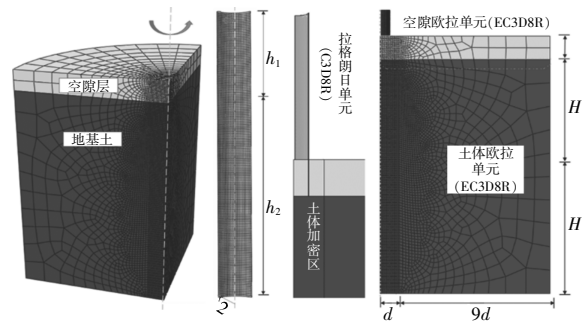 空隙层
地基土
h₁
h₂
2
拉格朗日单元
(C3D8R)
土体加密区
空隙欧拉单元(EC3D8R)
土体欧拉
单元
(EC3D8R)
H
H
d
9d